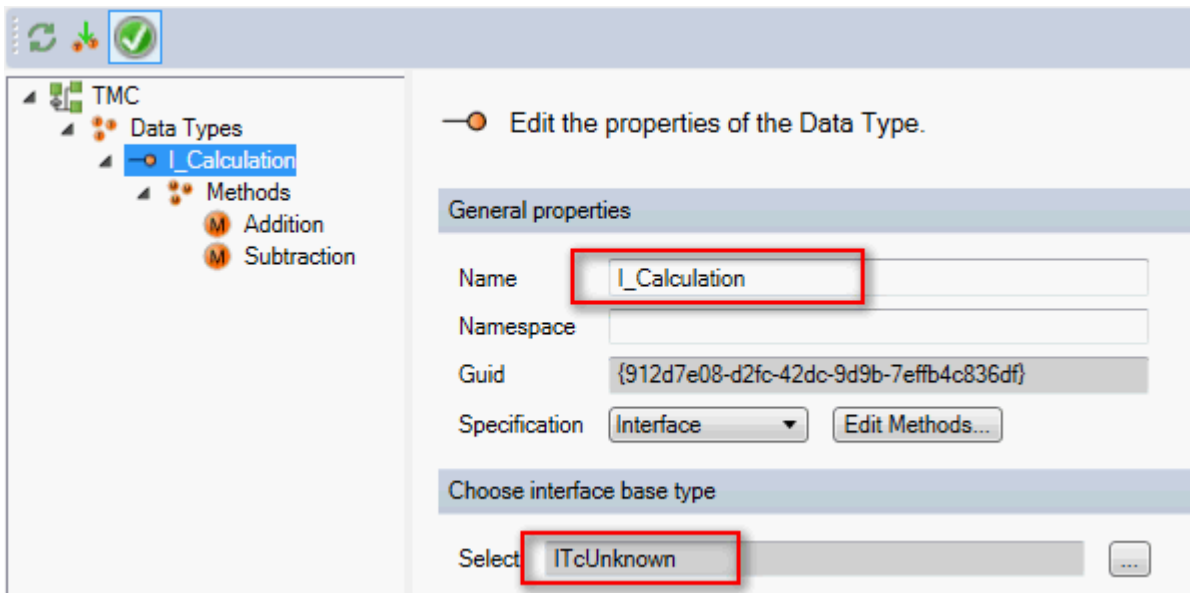 TMC
Data Types
I_Calculation
Methods
M Addition
M Subtraction
Edit the properties of the Data Type.
General properties
Name I_Calculation
Namespace
Guid {912d7e08-d2fc-42dc-9d9b-7effb4c836df}
Specification Interface Edit Methods...
Choose interface base type
Select ITcUnknown ...